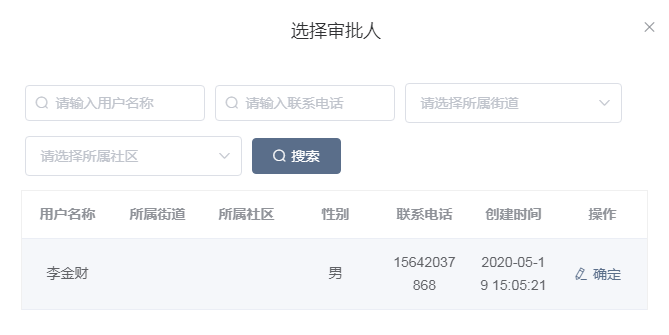 选择审批人
请输入用户名称 请输入联系电话 请选择所属街道
请选择所属社区 搜索
用户名称 所属街道 所属社区 性别 联系电话 创建时间 操作
李金财 男 15642037 2020-05-1 确定
868 9 15:05:21